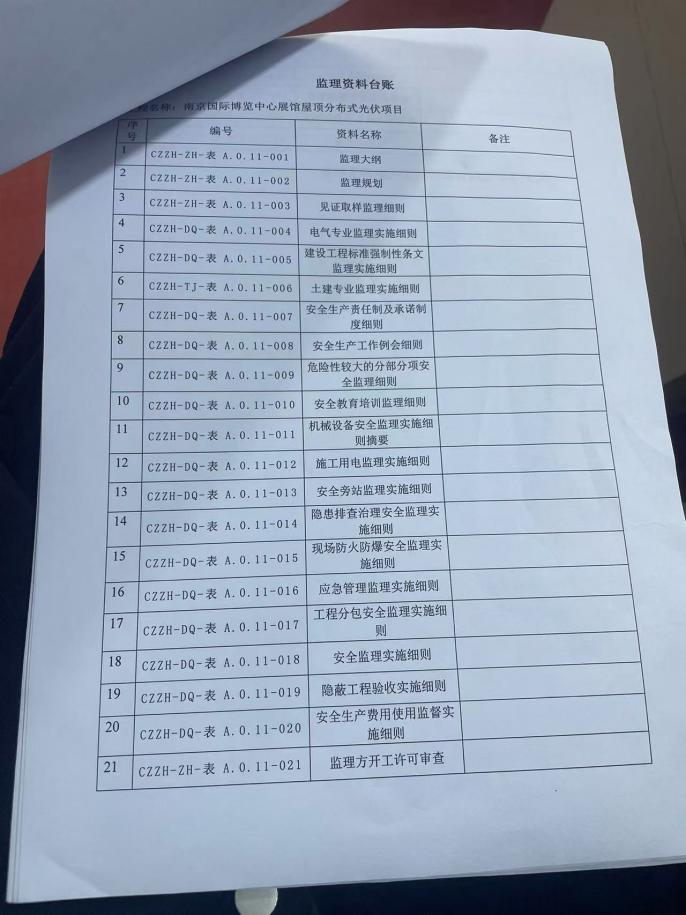 监理资料台账
程名称：南京国际博览中心展馆屋顶分布式光伏项目
序号 编号 资料名称 备注
1 CZZH-ZH-表 A.0.11-001 监理大纲
2 CZZH-ZH-表 A.0.11-002 监理规划
3 CZZH-ZH-表 A.0.11-003 见证取样监理细则
4 CZZH-DQ-表 A.0.11-004 电气专业监理实施细则
5 CZZH-DQ-表 A.0.11-005 建设工程标准强制性条文
监理实施细则
6 CZZH-TJ-表 A.0.11-006 土建专业监理实施细则
7 CZZH-DQ-表 A.0.11-007 安全生产责任制及承诺制
度细则
8 CZZH-DQ-表 A.0.11-008 安全生产工作例会细则
9 CZZH-DQ-表 A.0.11-009 危险性较大的分部分项安
全监理细则
10 CZZH-DQ-表 A.0.11-010 安全教育培训监理细则
11 CZZH-DQ-表 A.0.11-011 机械设备安全监理实施细
则摘要
12 CZZH-DQ-表 A.0.11-012 施工用电监理实施细则
13 CZZH-DQ-表 A.0.11-013 安全旁站监理实施细则
14 CZZH-DQ-表 A.0.11-014 隐患排查治理安全监理实
施细则
15 CZZH-DQ-表 A.0.11-015 现场防火防爆安全监理实
施细则
16 CZZH-DQ-表 A.0.11-016 应急管理监理实施细则
17 CZZH-DQ-表 A.0.11-017 工程分包安全监理实施细
则
18 CZZH-DQ-表 A.0.11-018 安全监理实施细则
19 CZZH-DQ-表 A.0.11-019 隐蔽工程验收实施细则
20 CZZH-DQ-表 A.0.11-020 安全生产费用使用监督实
施细则
21 CZZH-ZH-表 A.0.11-021 监理方开工许可审查